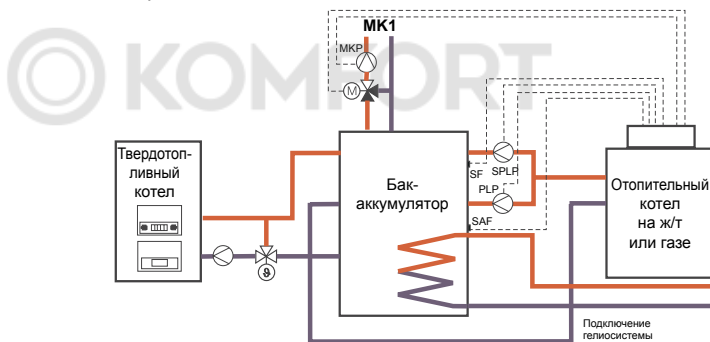 MK1
MKP
M
KOMFORT
Твердотоп-
ливный
котел
Бак-
аккумулятор
SF
SPLP
PLP
SAF
Отопительный
котел
на ж/т
или газе
ϑ
Подключение
гелиосистемы